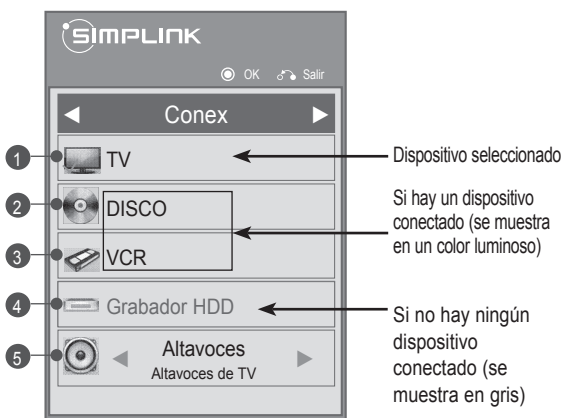 SIMPLINK
OK Salir
Conex
1 TV
Dispositivo seleccionado
2 DISCO
3 VCR
Si hay un dispositivo
conectado (se muestra
en un color luminoso)
4 Grabador HDD
Si no hay ningún
dispositivo
conectado (se
muestra en gris)
5 Altavoces
Altavoces de TV